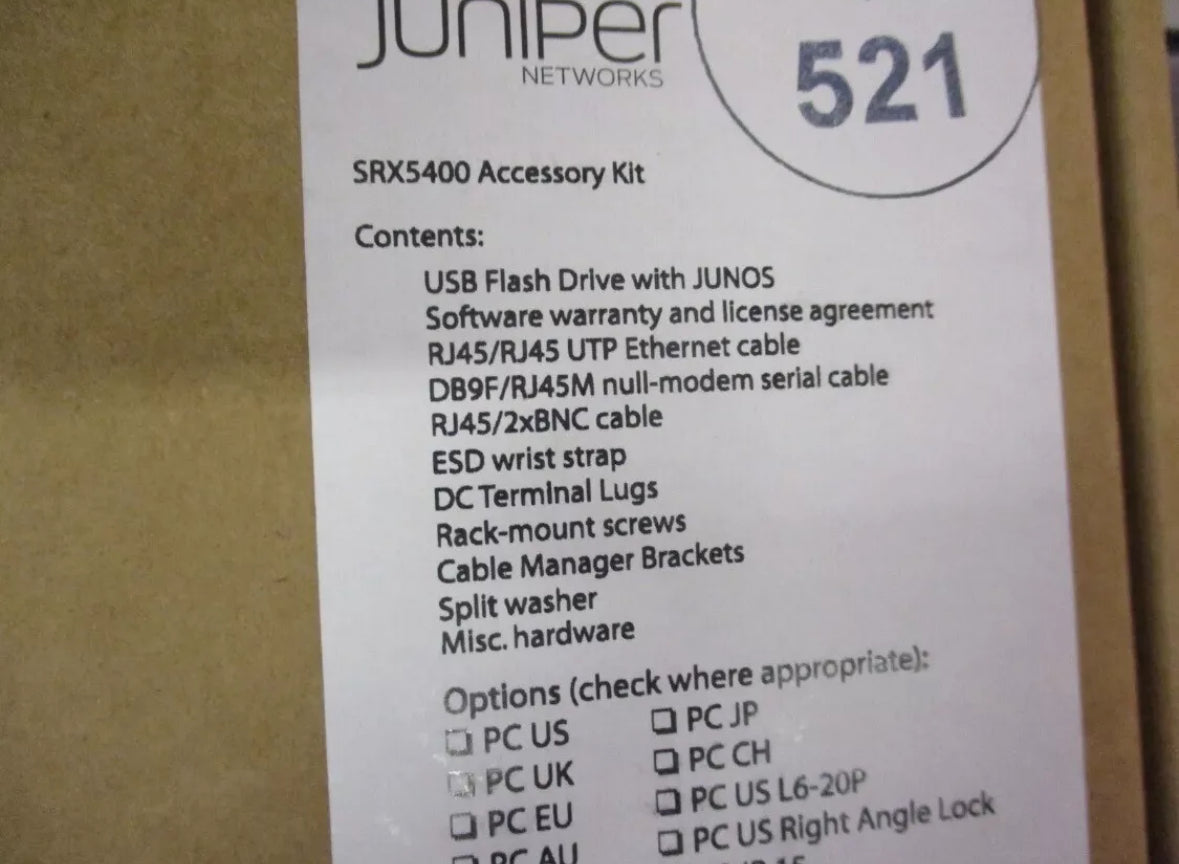 JUNIPer
NETWORKS
521
SRX5400 Accessory Kit
Contents:
USB Flash Drive with JUNOS
Software warranty and license agreement
RJ45/RJ45 UTP Ethernet cable
DB9F/RJ45M null-modem serial cable
RJ45/2xBNC cable
ESD wrist strap
DC Terminal Lugs
Rack-mount screws
Cable Manager Brackets
Split washer
Misc. hardware
Options (check where appropriate):
PC US
PC UK
PC EU
PC AU
PC JP
PC CH
PC US L6-20P
PC US Right Angle Lock